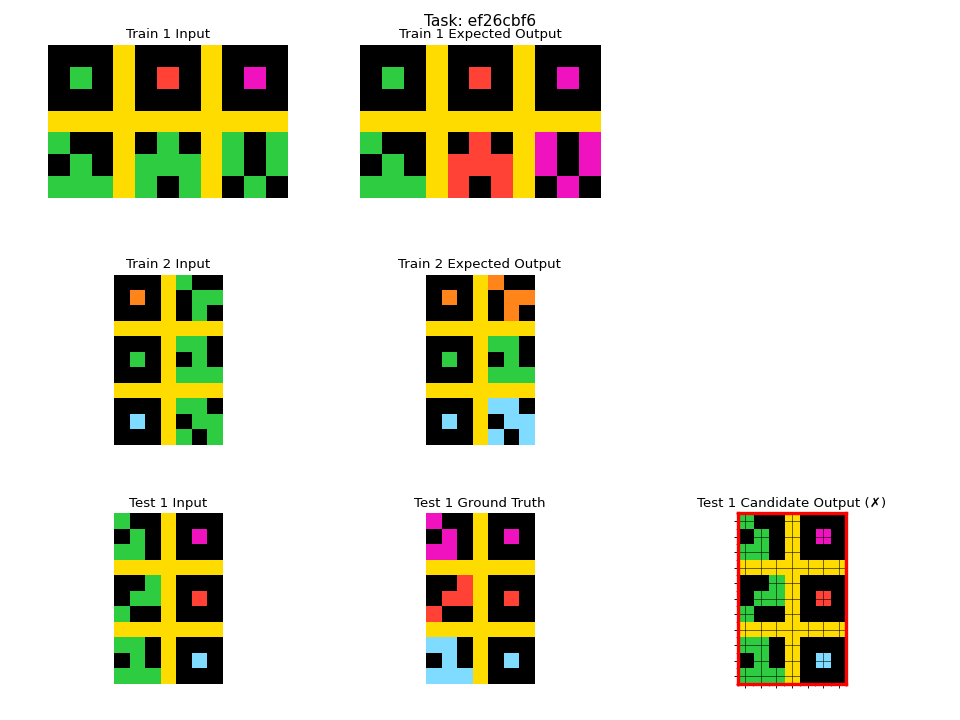 Task: ef26cbf6
Train 1 Input
Train 1 Expected Output
Train 2 Input
Train 2 Expected Output
Test 1 Input
Test 1 Ground Truth
Test 1 Candidate Output (✗)